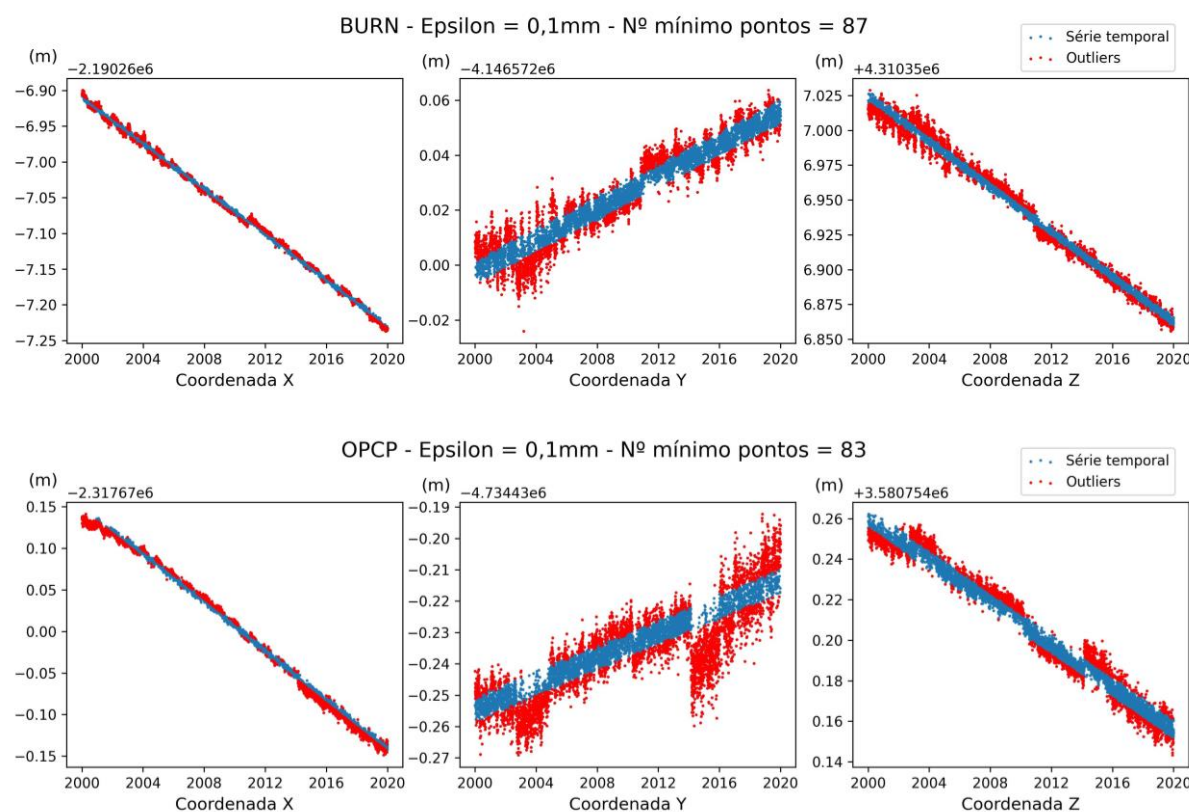 BURN - Epsilon = 0,1mm - Nº mínimo pontos = 87
Série temporal
Outliers
(m)
−2.19026e6
−6.90
−6.95
−7.00
−7.05
−7.10
−7.15
−7.20
−7.25
2000 2004 2008 2012 2016 2020
Coordenada X
(m)
−4.146572e6
0.06
0.04
0.02
0.00
−0.02
2000 2004 2008 2012 2016 2020
Coordenada Y
+4.31035e6
7.025
7.000
6.975
6.950
6.925
6.900
6.875
6.850
2000 2004 2008 2012 2016 2020
Coordenada Z
(m)
OPCP - Epsilon = 0,1mm - Nº mínimo pontos = 83
Série temporal
Outliers
(m)
−2.31767e6
0.15
0.10
0.05
0.00
−0.05
−0.10
−0.15
2000 2004 2008 2012 2016 2020
Coordenada X
(m)
−4.73443e6
−0.19
−0.20
−0.21
−0.22
−0.23
−0.24
−0.25
−0.26
−0.27
2000 2004 2008 2012 2016 2020
Coordenada Y
(m)
+3.580754e6
0.26
0.24
0.22
0.20
0.18
0.16
0.14
2000 2004 2008 2012 2016 2020
Coordenada Z